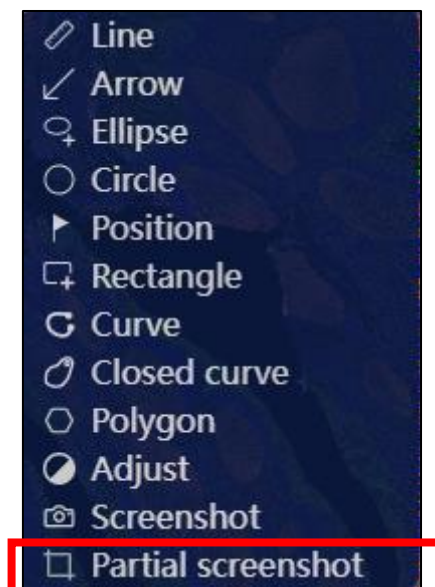 Line
Arrow
Ellipse
Circle
Position
Rectangle
Curve
Closed curve
Polygon
Adjust
Screenshot
Partial screenshot